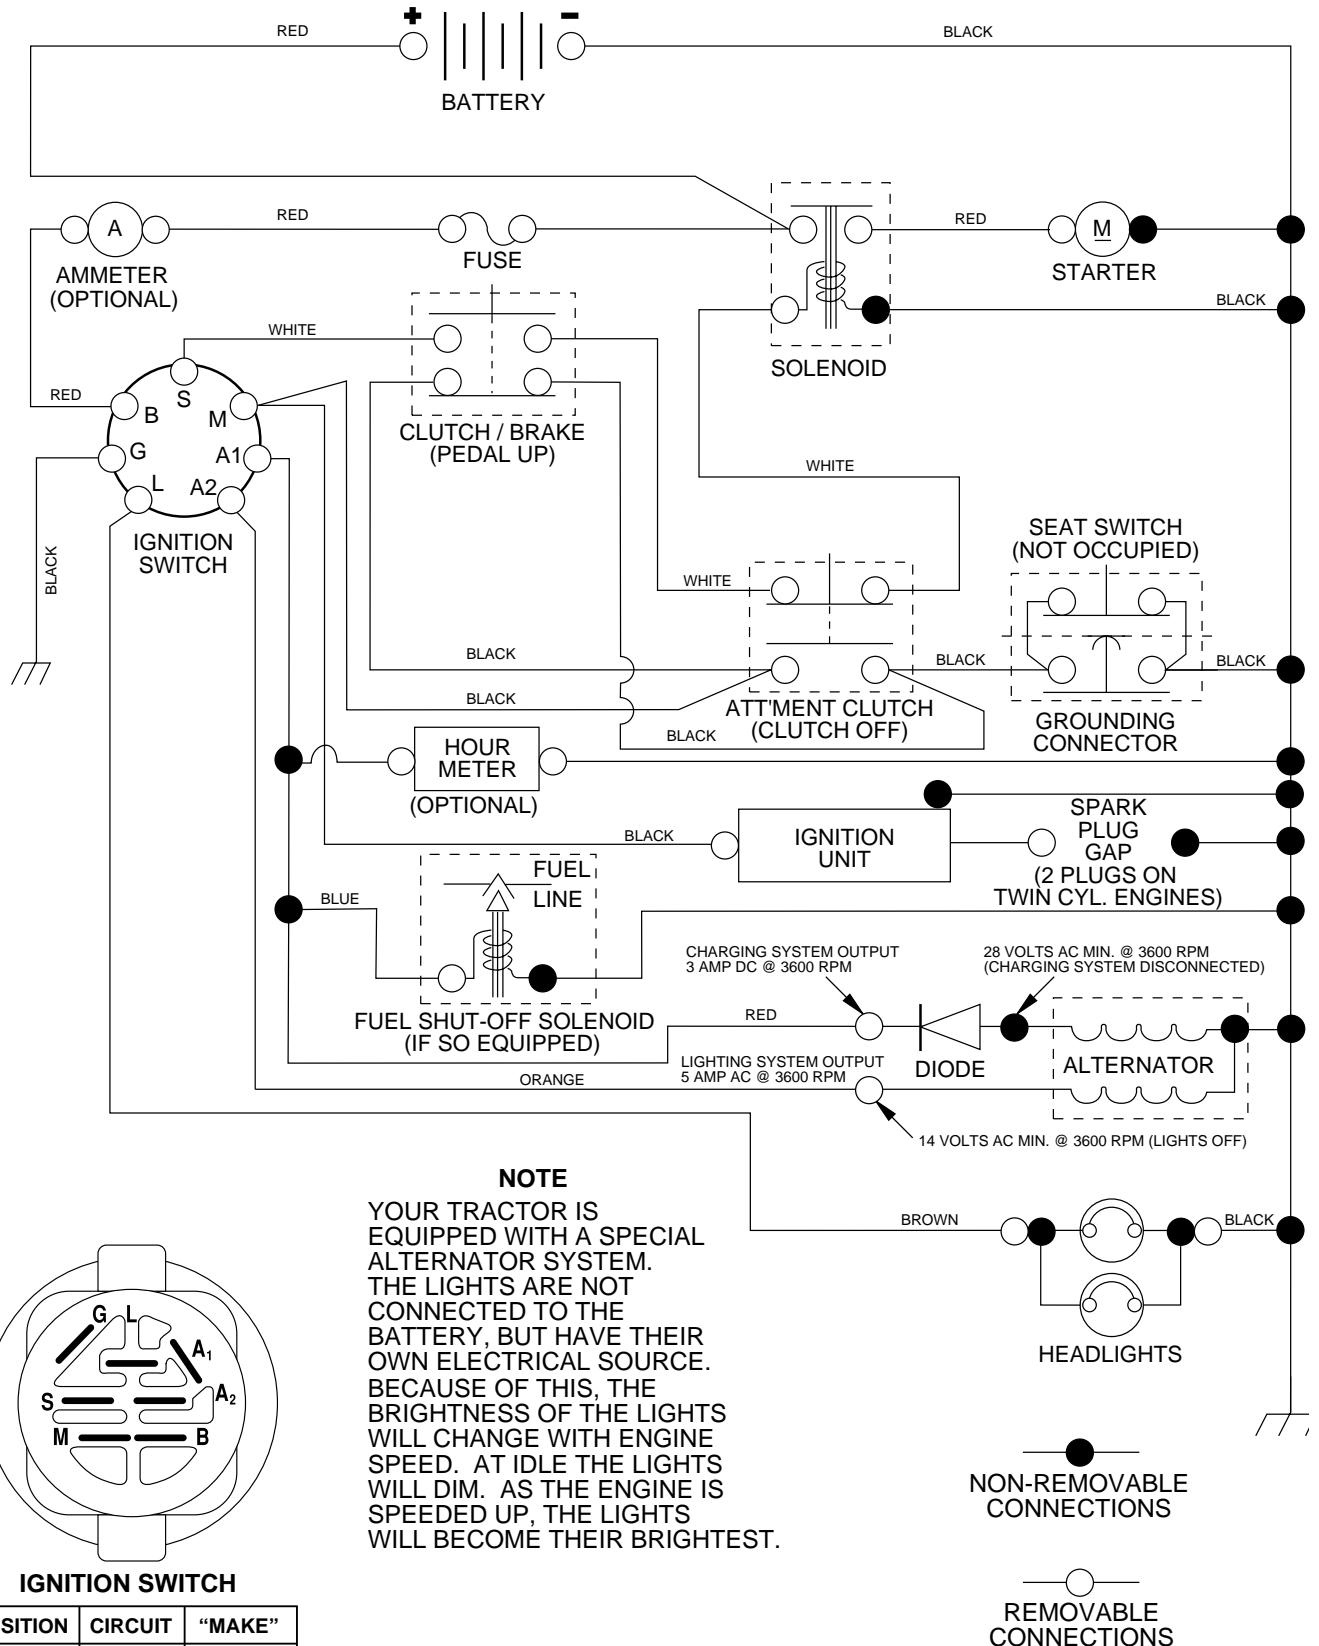 + -
RED
BLACK
BATTERY
A
RED
FUSE
RED
M
STARTER
AMMETER
(OPTIONAL)
BLACK
WHITE
SOLENOID
RED
B
S
M
G
A1
L
A2
CLUTCH / BRAKE
(PEDAL UP)
WHITE
IGNITION
SWITCH
BLACK
SEAT SWITCH
(NOT OCCUPIED)
WHITE
BLACK
BLACK
BLACK
BLACK
ATT'MENT CLUTCH
(CLUTCH OFF)
BLACK
GROUNDING
CONNECTOR
HOUR
METER
(OPTIONAL)
BLACK
IGNITION
UNIT
SPARK
PLUG
GAP
(2 PLUGS ON
TWIN CYL. ENGINES)
FUEL
LINE
BLUE
FUEL SHUT-OFF SOLENOID
(IF SO EQUIPPED)
CHARGING SYSTEM OUTPUT
3 AMP DC @ 3600 RPM
28 VOLTS AC MIN. @ 3600 RPM
(CHARGING SYSTEM DISCONNECTED)
RED
DIODE
ALTERNATOR
LIGHTING SYSTEM OUTPUT
5 AMP AC @ 3600 RPM
ORANGE
14 VOLTS AC MIN. @ 3600 RPM (LIGHTS OFF)
NOTE
YOUR TRACTOR IS
EQUIPPED WITH A SPECIAL
ALTERNATOR SYSTEM.
THE LIGHTS ARE NOT
CONNECTED TO THE
BATTERY, BUT HAVE THEIR
OWN ELECTRICAL SOURCE.
BECAUSE OF THIS, THE
BRIGHTNESS OF THE LIGHTS
WILL CHANGE WITH ENGINE
SPEED. AT IDLE THE LIGHTS
WILL DIM. AS THE ENGINE IS
SPEEDED UP, THE LIGHTS
WILL BECOME THEIR BRIGHTEST.
BROWN
BLACK
HEADLIGHTS
G L
A1
S
A2
M
B
IGNITION SWITCH
SITION CIRCUIT “MAKE”
NON-REMOVABLE
CONNECTIONS
REMOVABLE
CONNECTIONS